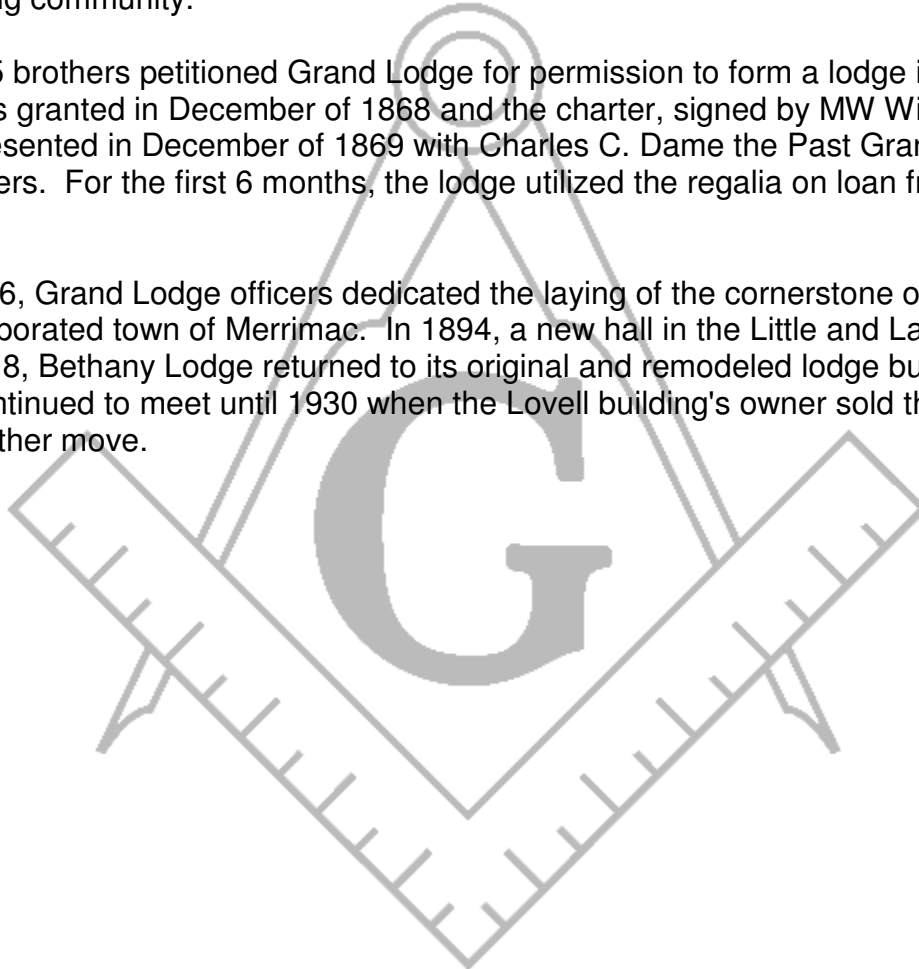 ng community.
5 brothers petitioned Grand Lodge for permission to form a lodge i
s granted in December of 1868 and the charter, signed by MW Wi
esented in December of 1869 with Charles C. Dame the Past Gran
ers.  For the first 6 months, the lodge utilized the regalia on loan fr
6, Grand Lodge officers dedicated the laying of the cornerstone o
porated town of Merrimac.  In 1894, a new hall in the Little and La
8, Bethany Lodge returned to its original and remodeled lodge bu
ntinued to meet until 1930 when the Lovell building's owner sold th
ther move.
G